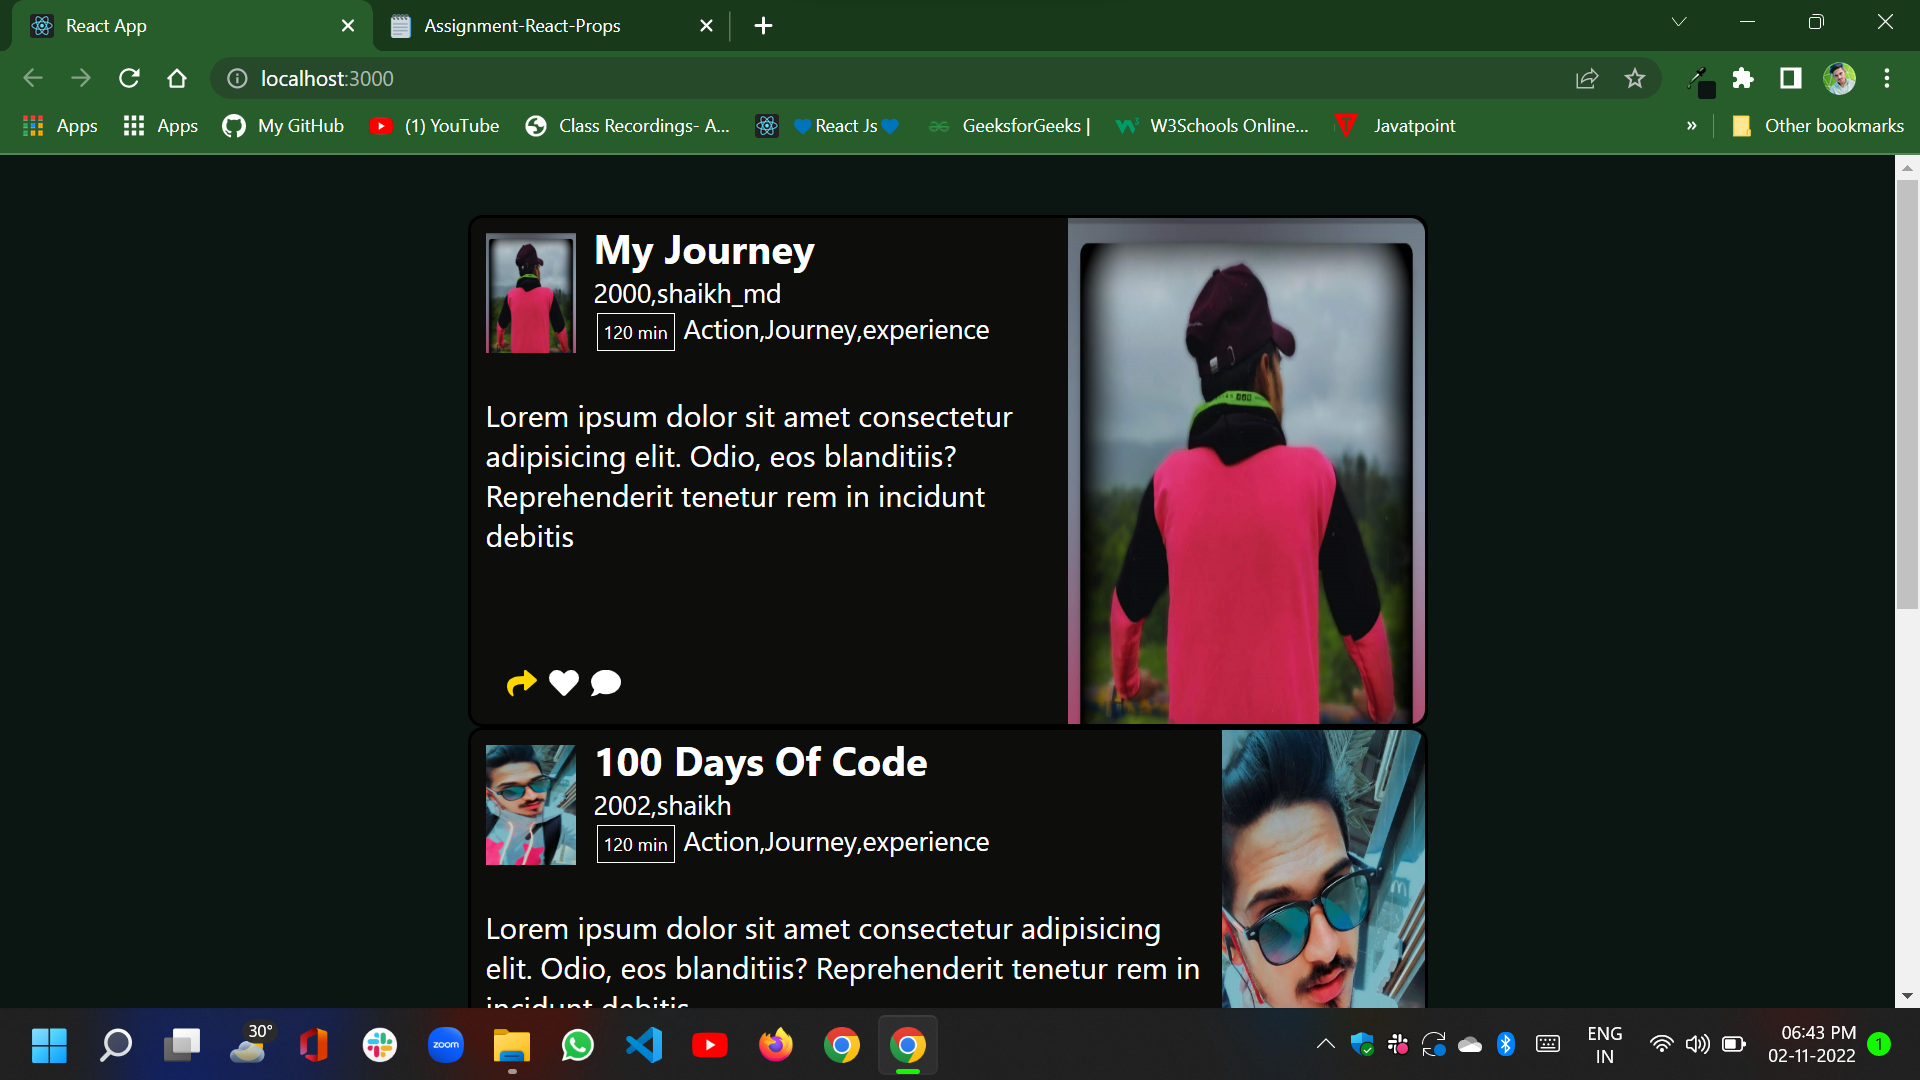 React App
Assignment-React-Props
localhost:3000
Apps
Apps
My GitHub
(1) YouTube
Class Recordings- A...
💙React Js💙
GeeksforGeeks |
W3Schools Online...
Javatpoint
»
Other bookmarks
My Journey
2000,shaikh_md
120 min Action,Journey,experience
Lorem ipsum dolor sit amet consectetur
adipisicing elit. Odio, eos blanditiis?
Reprehenderit tenetur rem in incidunt
debitis
100 Days Of Code
2002,shaikh
120 min Action,Journey,experience
Lorem ipsum dolor sit amet consectetur adipisicing
elit. Odio, eos blanditiis? Reprehenderit tenetur rem in
incidunt debitis
30°
zoom
ENG
IN
06:43 PM
02-11-2022
1